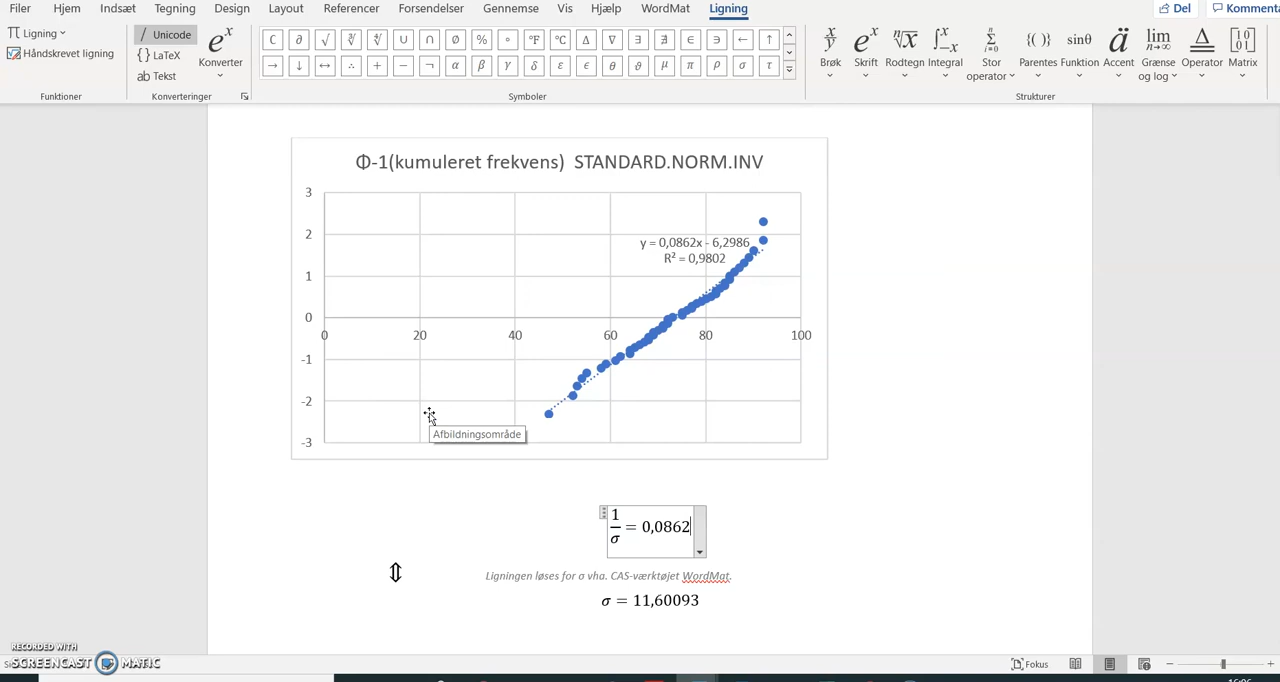 Filer Hjem Indsæt Tegning Design Layout Referencer Forsendelser Gennemse Vis Hjælp WordMat Ligning Del Kommenta
π Ligning
Håndskrevet ligning
Unicode
{} LaTeX
ab Tekst
e^x
Konverter
C ∂ √ ∛ ∜ ∪ ∩ ∅ % ° °F °C ∆ ∇ ∃ ∄ ∈ ∋ ← ↑
→ ↓ ↔ ∴ + − ¬ α β γ δ ε ϵ θ ϑ μ π ρ σ τ
Brøk Skrift Rodtegn Integral Stor operator Parentes Funktion Accent Grænse og log Operator Matrix
Funktioner Konverteringer Symboler Strukturer
Φ-1(kumuleret frekvens) STANDARD.NORM.INV
3
2
1
0
-1
-2
-3
0 20 40 60 80 100
y = 0,0862x - 6,2986
R² = 0,9802
Afbildningsområde
1/σ = 0,0862
Ligningen løses for σ vha. CAS-værktøjet WordMat.
σ = 11,60093
RECORDED WITH
SCREENCAST MATIC
Fokus